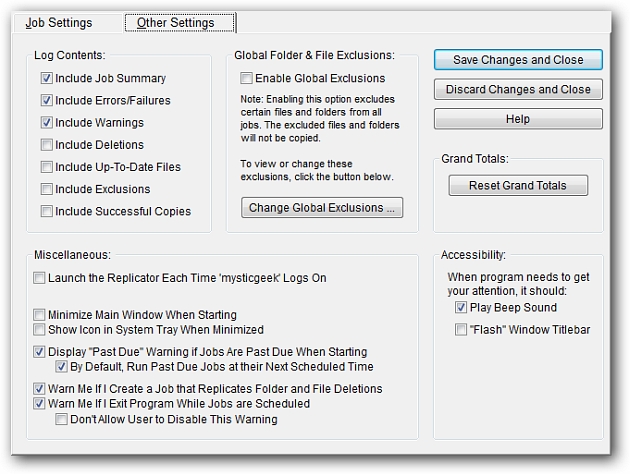 Job Settings
Other Settings
Log Contents:
Include Job Summary
Include Errors/Failures
Include Warnings
Include Deletions
Include Up-To-Date Files
Include Exclusions
Include Successful Copies
Global Folder & File Exclusions:
Enable Global Exclusions
Note: Enabling this option excludes
certain files and folders from all
jobs. The excluded files and folders
will not be copied.
To view or change these
exclusions, click the button below.
Change Global Exclusions ...
Save Changes and Close
Discard Changes and Close
Help
Grand Totals:
Reset Grand Totals
Miscellaneous:
Launch the Replicator Each Time 'mysticgeek' Logs On
Minimize Main Window When Starting
Show Icon in System Tray When Minimized
Display "Past Due" Warning if Jobs Are Past Due When Starting
By Default, Run Past Due Jobs at their Next Scheduled Time
Warn Me If I Create a Job that Replicates Folder and File Deletions
Warn Me If I Exit Program While Jobs are Scheduled
Don't Allow User to Disable This Warning
Accessibility:
When program needs to get
your attention, it should:
Play Beep Sound
"Flash" Window Titlebar